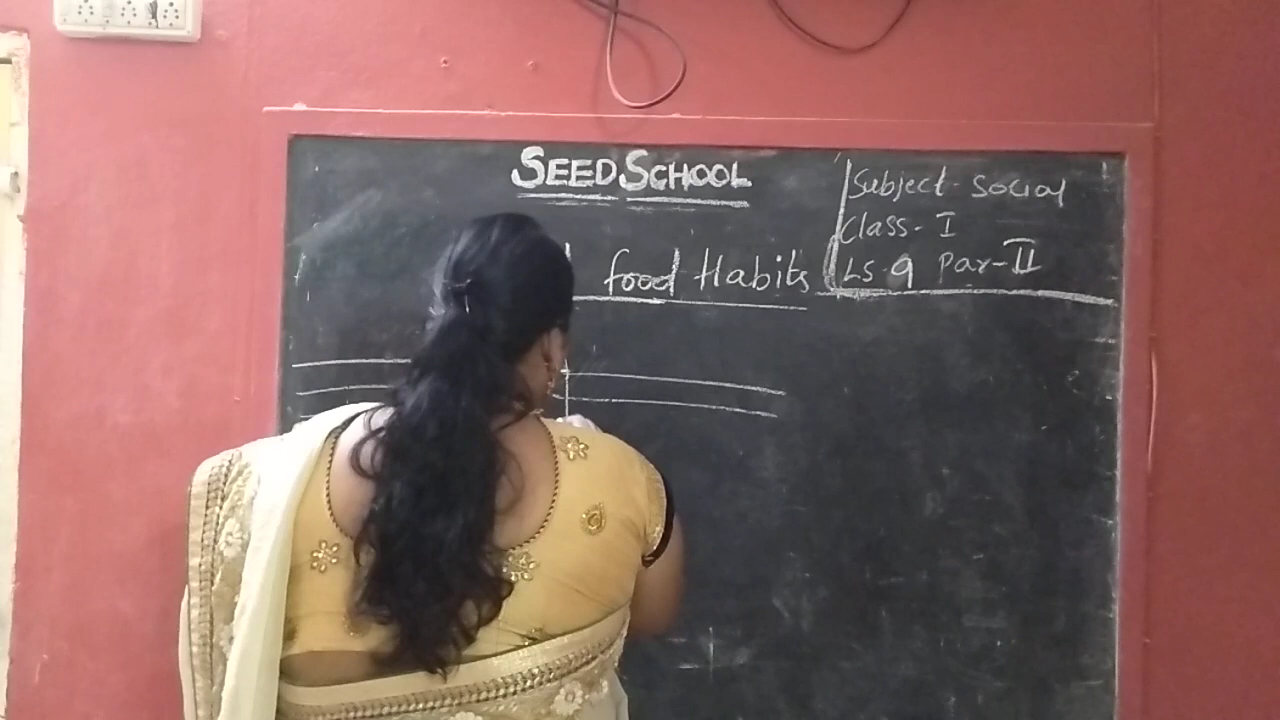 SEED SCHOOL
Subject - Social
Class - I
LS-9 Par-II
food Habits